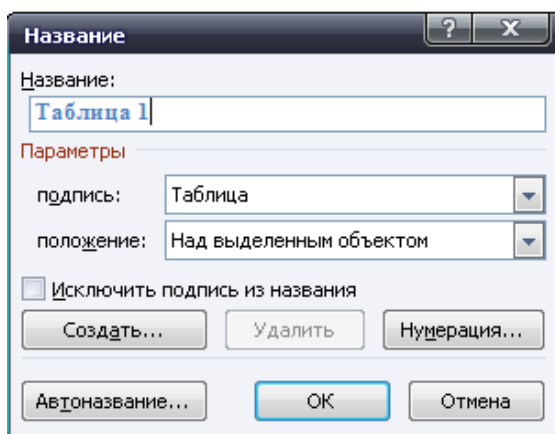 Название
Название:
Таблица 1
Параметры
подпись: Таблица
положение: Над выделенным объектом
Исключить подпись из названия
Создать... Удалить Нумерация...
Автоназвание... ОК Отмена